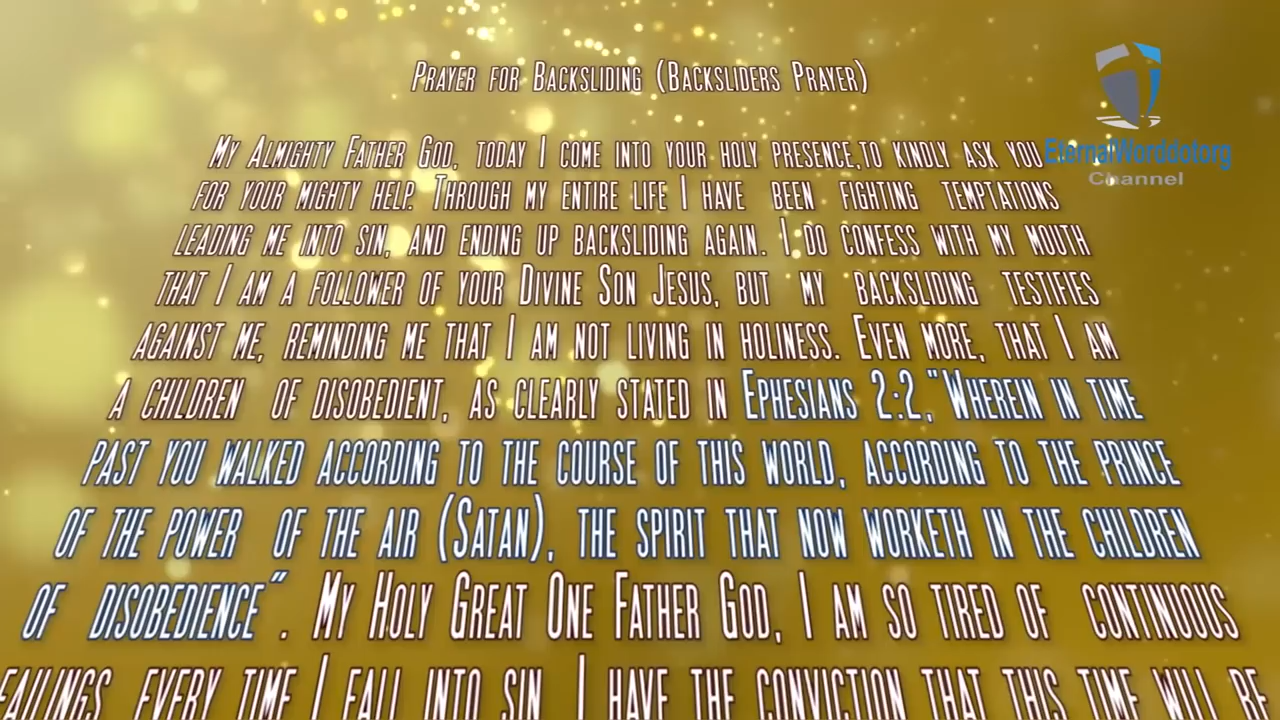 Prayer for Backsliding (Backsliders Prayer)
My Almighty Father God, today I come into your holy presence,to kindly ask you
for your mighty help. Through my entire life I have been fighting temptations
leading me into sin, and ending up backsliding again. I do confess with my mouth
that I am a follower of your Divine Son Jesus, but my backsliding testifies
against me, reminding me that I am not living in holiness. Even more, that I am
a children of disobedient, as clearly stated in Ephesians 2:2,"Wherein in time
past you walked according to the course of this world, according to the prince
of the power of the air (Satan), the spirit that now worketh in the children
of disobedience". My Holy Great One Father God, I am so tired of continuous
failings every time I fall into sin I have the conviction that this time will be
EternalWorddotorg
Channel